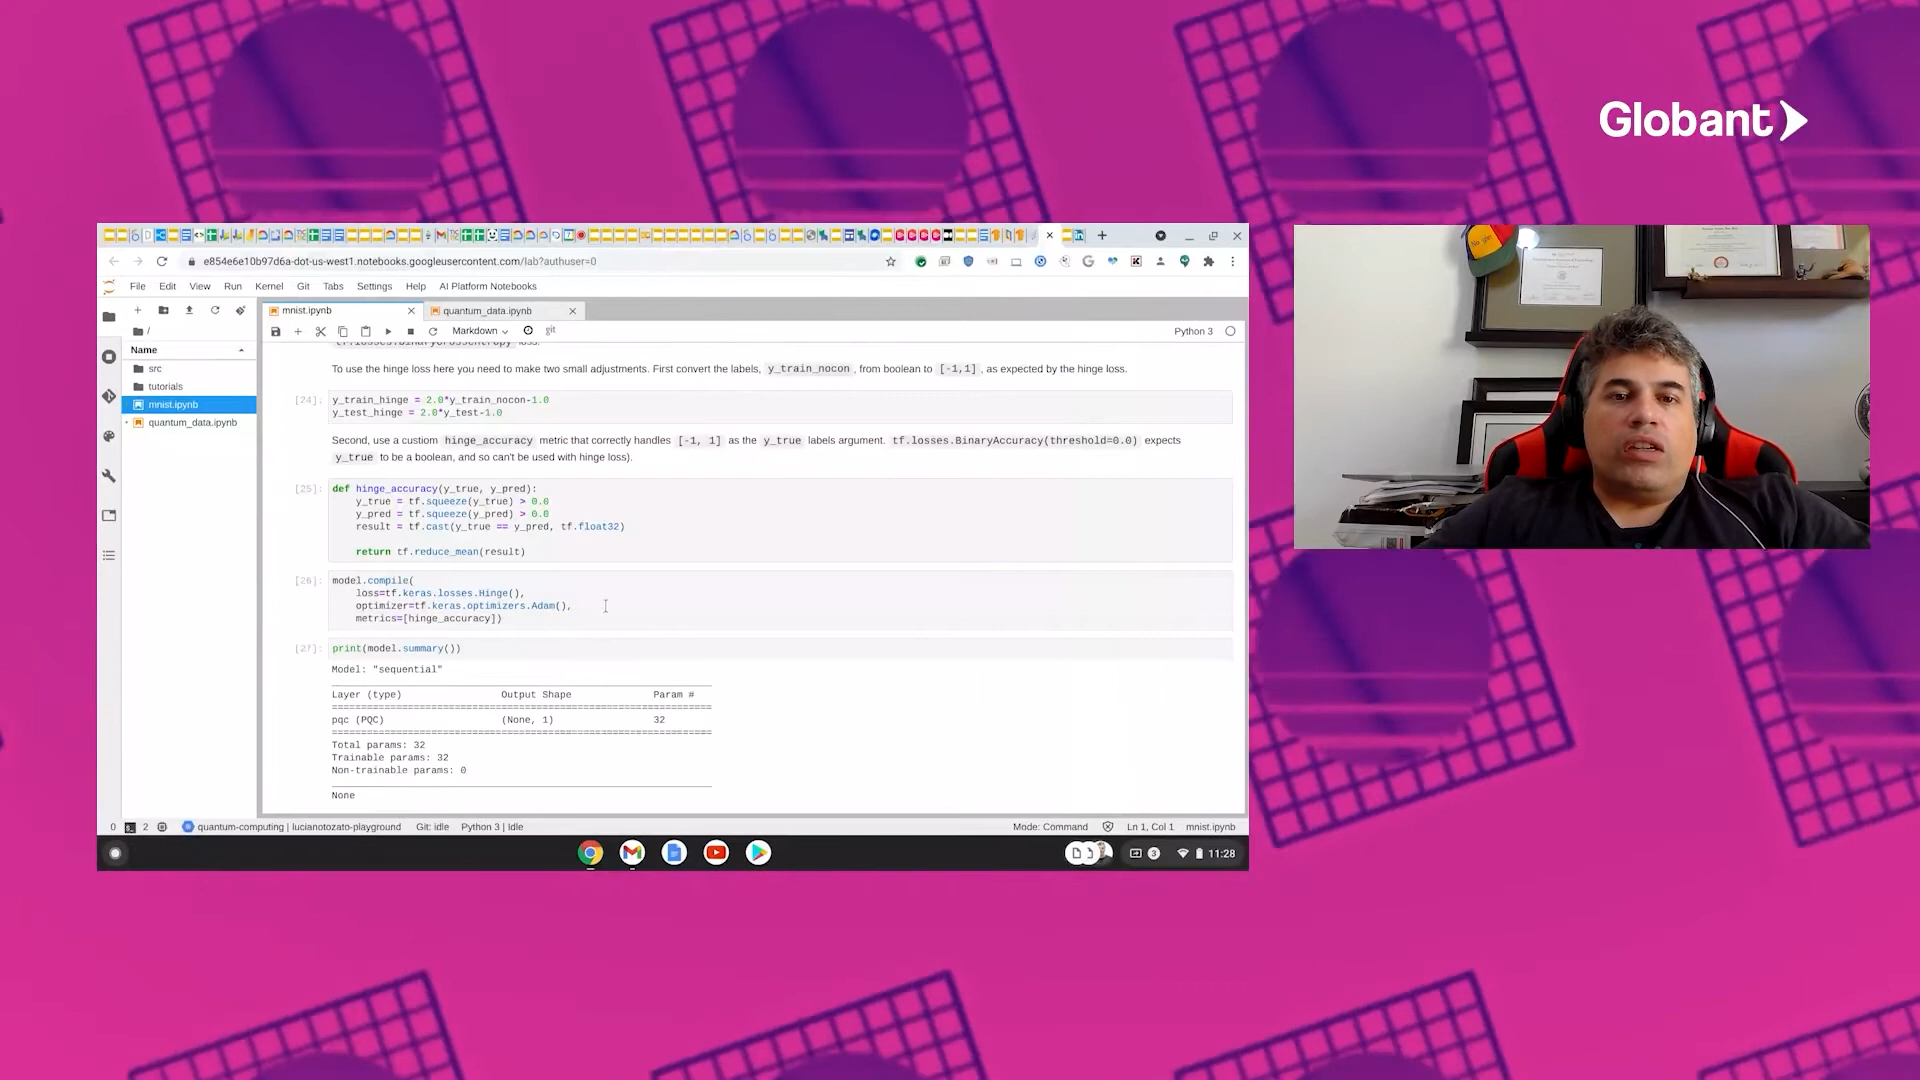 Globant
e854e6e10b97d6a-dot-us-west1.notebooks.googleusercontent.com/lab?authuser=0
File Edit View Run Kernel Git Tabs Settings Help AI Platform Notebooks
mnist.ipynb
quantum_data.ipynb
Markdown
git
Python 3
/
Name
src
tutorials
mnist.ipynb
quantum_data.ipynb
tf.losses.BinaryCrossentropy loss.
To use the hinge loss here you need to make two small adjustments. First convert the labels, y_train_nocon, from boolean to [-1,1], as expected by the hinge loss.
[24]: y_train_hinge = 2.0*y_train_nocon-1.0
y_test_hinge = 2.0*y_test-1.0
Second, use a custiom hinge_accuracy metric that correctly handles [-1, 1] as the y_true labels argument. tf.losses.BinaryAccuracy(threshold=0.0) expects
y_true to be a boolean, and so can't be used with hinge loss).
[25]: def hinge_accuracy(y_true, y_pred):
y_true = tf.squeeze(y_true) > 0.0
y_pred = tf.squeeze(y_pred) > 0.0
result = tf.cast(y_true == y_pred, tf.float32)
return tf.reduce_mean(result)
[26]: model.compile(
loss=tf.keras.losses.Hinge(),
optimizer=tf.keras.optimizers.Adam(),
metrics=[hinge_accuracy])
[27]: print(model.summary())
Model: "sequential"
Layer (type) Output Shape Param #
pqc (PQC) (None, 1) 32
Total params: 32
Trainable params: 32
Non-trainable params: 0
None
0 2 quantum-computing | lucianotozato-playground Git: idle Python 3 | Idle
Mode: Command Ln 1, Col 1 mnist.ipynb
3 11:28